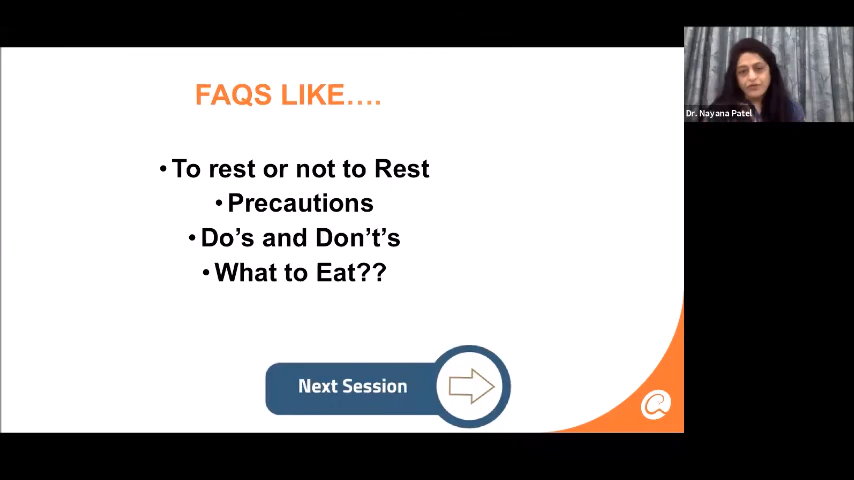 FAQS LIKE….
• To rest or not to Rest
• Precautions
• Do’s and Don’t’s
• What to Eat??
Next Session
Dr. Nayana Patel